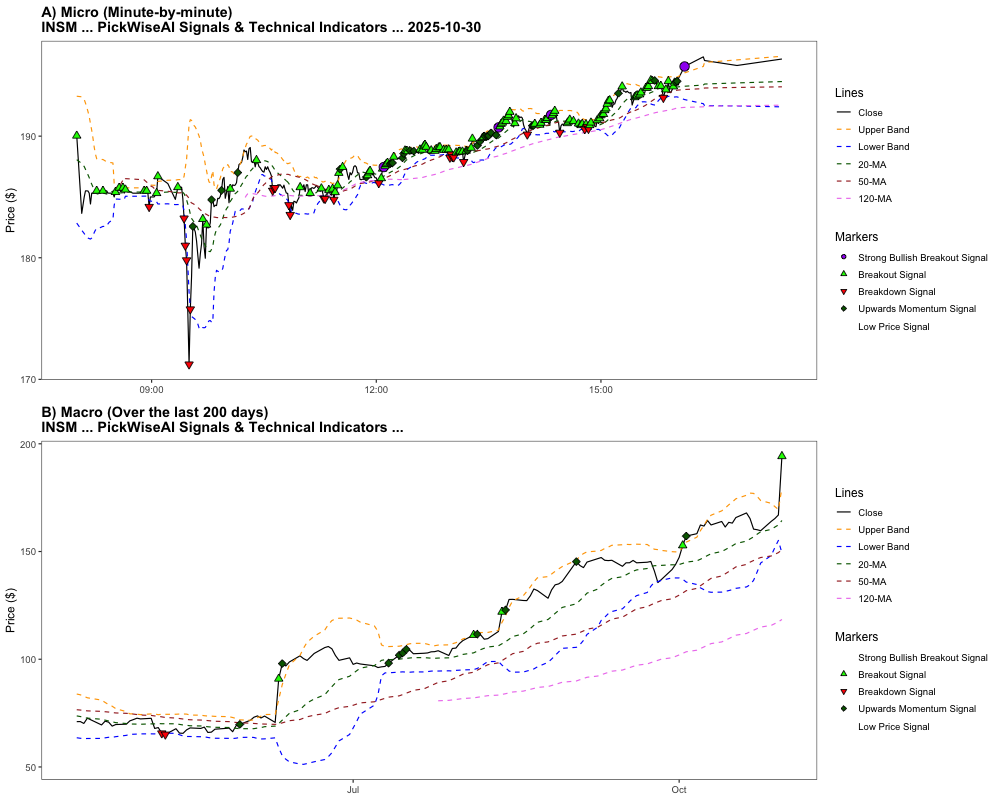 A) Micro (Minute-by-minute)
INSM ... PickWiseAI Signals & Technical Indicators ... 2025-10-30
Price ($)
190
180
170
09:00
12:00
15:00
Lines
Close
Upper Band
Lower Band
20-MA
50-MA
120-MA
Markers
Strong Bullish Breakout Signal
Breakout Signal
Breakdown Signal
Upwards Momentum Signal
Low Price Signal
B) Macro (Over the last 200 days)
INSM ... PickWiseAI Signals & Technical Indicators ...
Price ($)
200
150
100
50
Jul
Oct
Lines
Close
Upper Band
Lower Band
20-MA
50-MA
120-MA
Markers
Strong Bullish Breakout Signal
Breakout Signal
Breakdown Signal
Upwards Momentum Signal
Low Price Signal